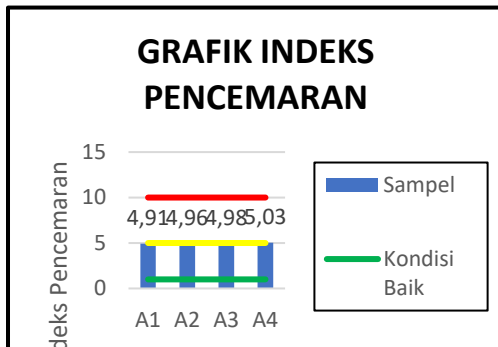 GRAFIK INDEKS
PENCEMARAN
deks Pencemaran
15
10
5
0
4,91 4,96 4,98 5,03
A1 A2 A3 A4
Sampel
Kondisi
Baik